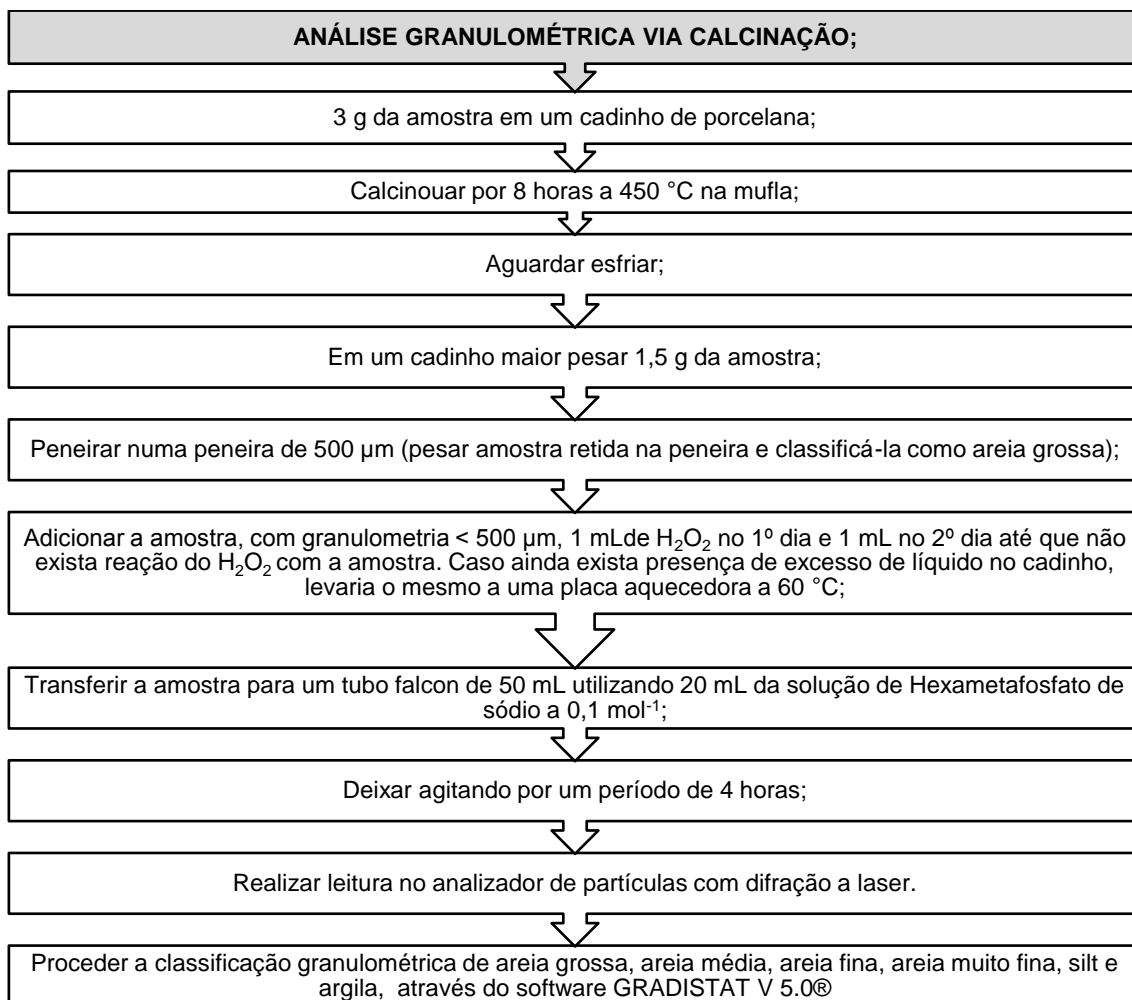 ANÁLISE GRANULOMÉTRICA VIA CALCINAÇÃO;
3 g da amostra em um cadinho de porcelana;
Calcinouar por 8 horas a 450 °C na mufla;
Aguardar esfriar;
Em um cadinho maior pesar 1,5 g da amostra;
Peneirar numa peneira de 500 µm (pesar amostra retida na peneira e classificá-la como areia grossa);
Adicionar a amostra, com granulometria < 500 µm, 1 mLde H₂O₂ no 1º dia e 1 mL no 2º dia até que não
exista reação do H₂O₂ com a amostra. Caso ainda exista presença de excesso de líquido no cadinho,
levaria o mesmo a uma placa aquecedora a 60 °C;
Transferir a amostra para um tubo falcon de 50 mL utilizando 20 mL da solução de Hexametafosfato de
sódio a 0,1 mol⁻¹;
Deixar agitando por um período de 4 horas;
Realizar leitura no analizador de partículas com difração a laser.
Proceder a classificação granulométrica de areia grossa, areia média, areia fina, areia muito fina, silt e
argila, através do software GRADISTAT V 5.0®